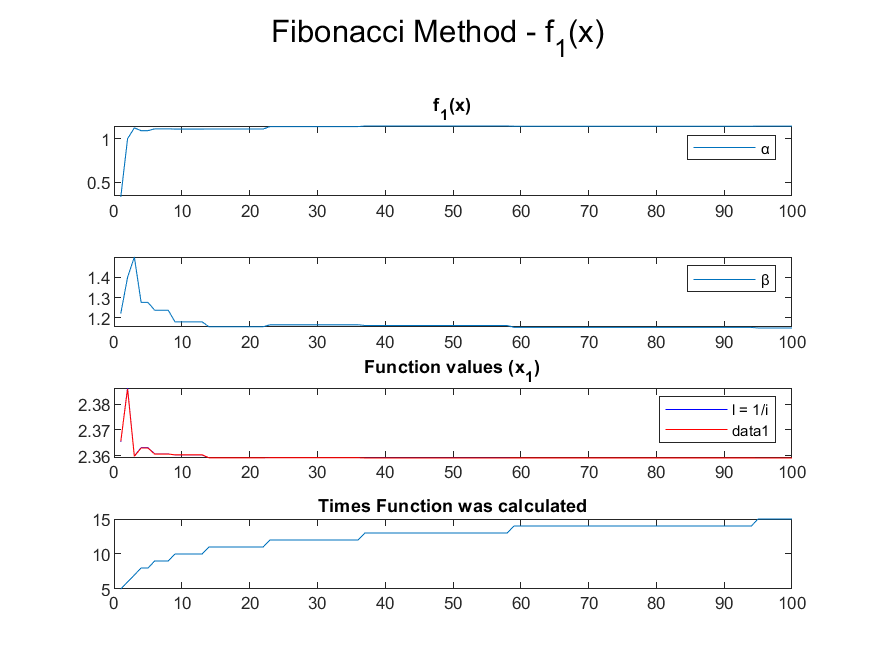 Fibonacci Method - f1(x)
f1(x)
1
0.5
α
0 10 20 30 40 50 60 70 80 90 100
1.4
1.3
1.2
β
0 10 20 30 40 50 60 70 80 90 100
Function values (x1)
2.38
2.37
2.36
l = 1/i
data1
0 10 20 30 40 50 60 70 80 90 100
Times Function was calculated
15
10
5
0 10 20 30 40 50 60 70 80 90 100